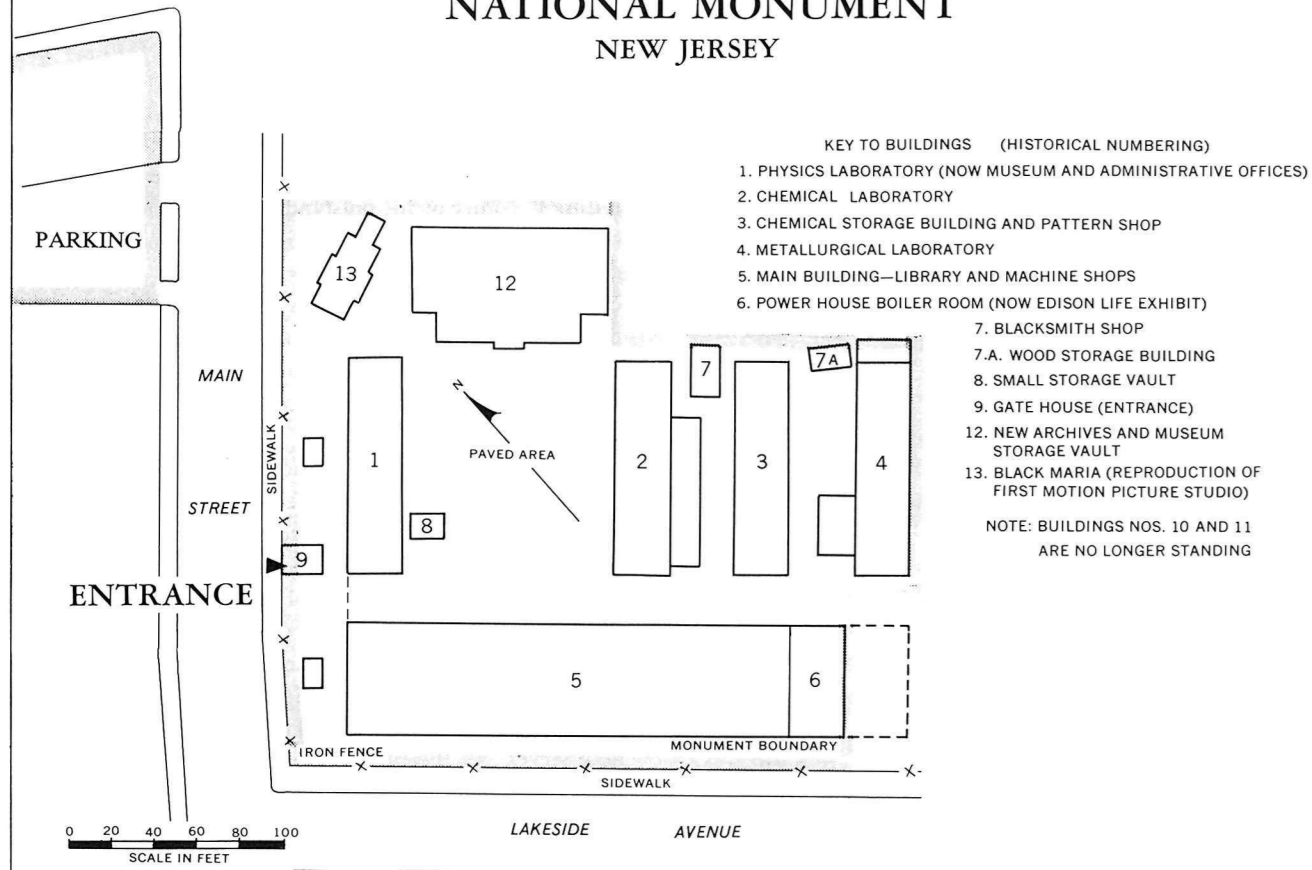 NATIONAL MONUMENT
NEW JERSEY
KEY TO BUILDINGS (HISTORICAL NUMBERING)
1. PHYSICS LABORATORY (NOW MUSEUM AND ADMINISTRATIVE OFFICES)
2. CHEMICAL LABORATORY
3. CHEMICAL STORAGE BUILDING AND PATTERN SHOP
4. METALLURGICAL LABORATORY
5. MAIN BUILDING—LIBRARY AND MACHINE SHOPS
6. POWER HOUSE BOILER ROOM (NOW EDISON LIFE EXHIBIT)
7. BLACKSMITH SHOP
7.A. WOOD STORAGE BUILDING
8. SMALL STORAGE VAULT
9. GATE HOUSE (ENTRANCE)
12. NEW ARCHIVES AND MUSEUM
STORAGE VAULT
13. BLACK MARIA (REPRODUCTION OF
FIRST MOTION PICTURE STUDIO)
NOTE: BUILDINGS NOS. 10 AND 11
ARE NO LONGER STANDING
PARKING
13
12
MAIN
STREET
SIDEWALK
N
PAVED AREA
1
2
3
4
7
7A
8
9
ENTRANCE
5
6
IRON FENCE
MONUMENT BOUNDARY
SIDEWALK
LAKESIDE AVENUE
0 20 40 60 80 100
SCALE IN FEET